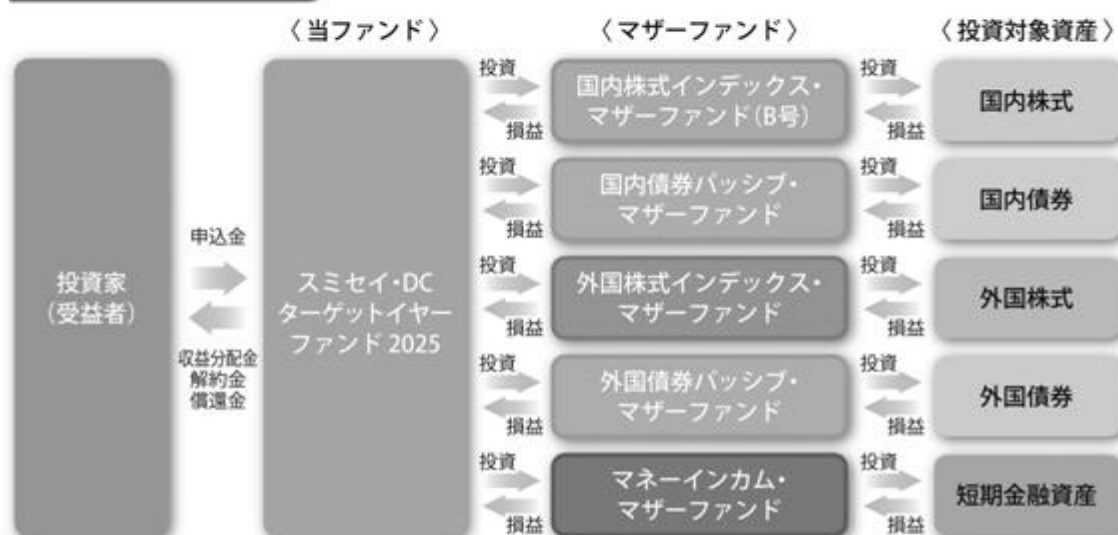 〈 当ファンド 〉
〈 マザーファンド 〉
〈 投資対象資産 〉
投資家
（受益者）
申込金
収益分配金
解約金
償還金
スミセイ・DC
ターゲットイヤー
ファンド 2025
投資
損益
国内株式インデックス・
マザーファンド（B号）
投資
損益
国内株式
投資
損益
国内債券パッシブ・
マザーファンド
投資
損益
国内債券
投資
損益
外国株式インデックス・
マザーファンド
投資
損益
外国株式
投資
損益
外国債券パッシブ・
マザーファンド
投資
損益
外国債券
投資
損益
マネーインカム・
マザーファンド
投資
損益
短期金融資産